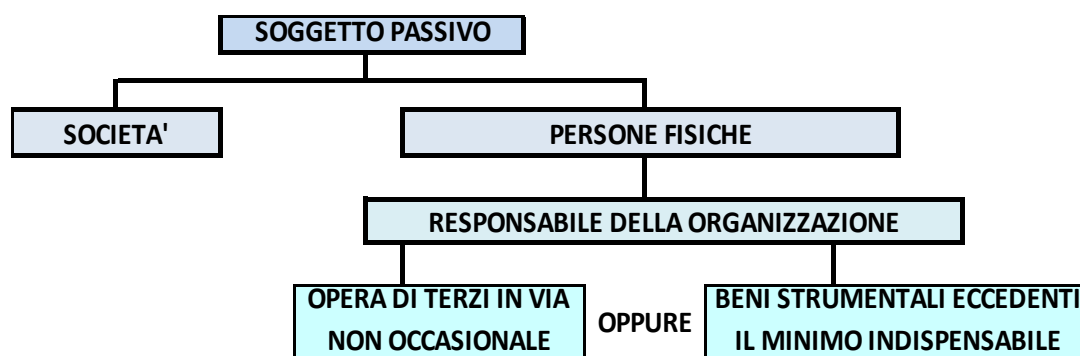 SOGGETTO PASSIVO
SOCIETA'
PERSONE FISICHE
RESPONSABILE DELLA ORGANIZZAZIONE
OPERA DI TERZI IN VIA
NON OCCASIONALE
OPPURE
BENI STRUMENTALI ECCEDENTI
IL MINIMO INDISPENSABILE